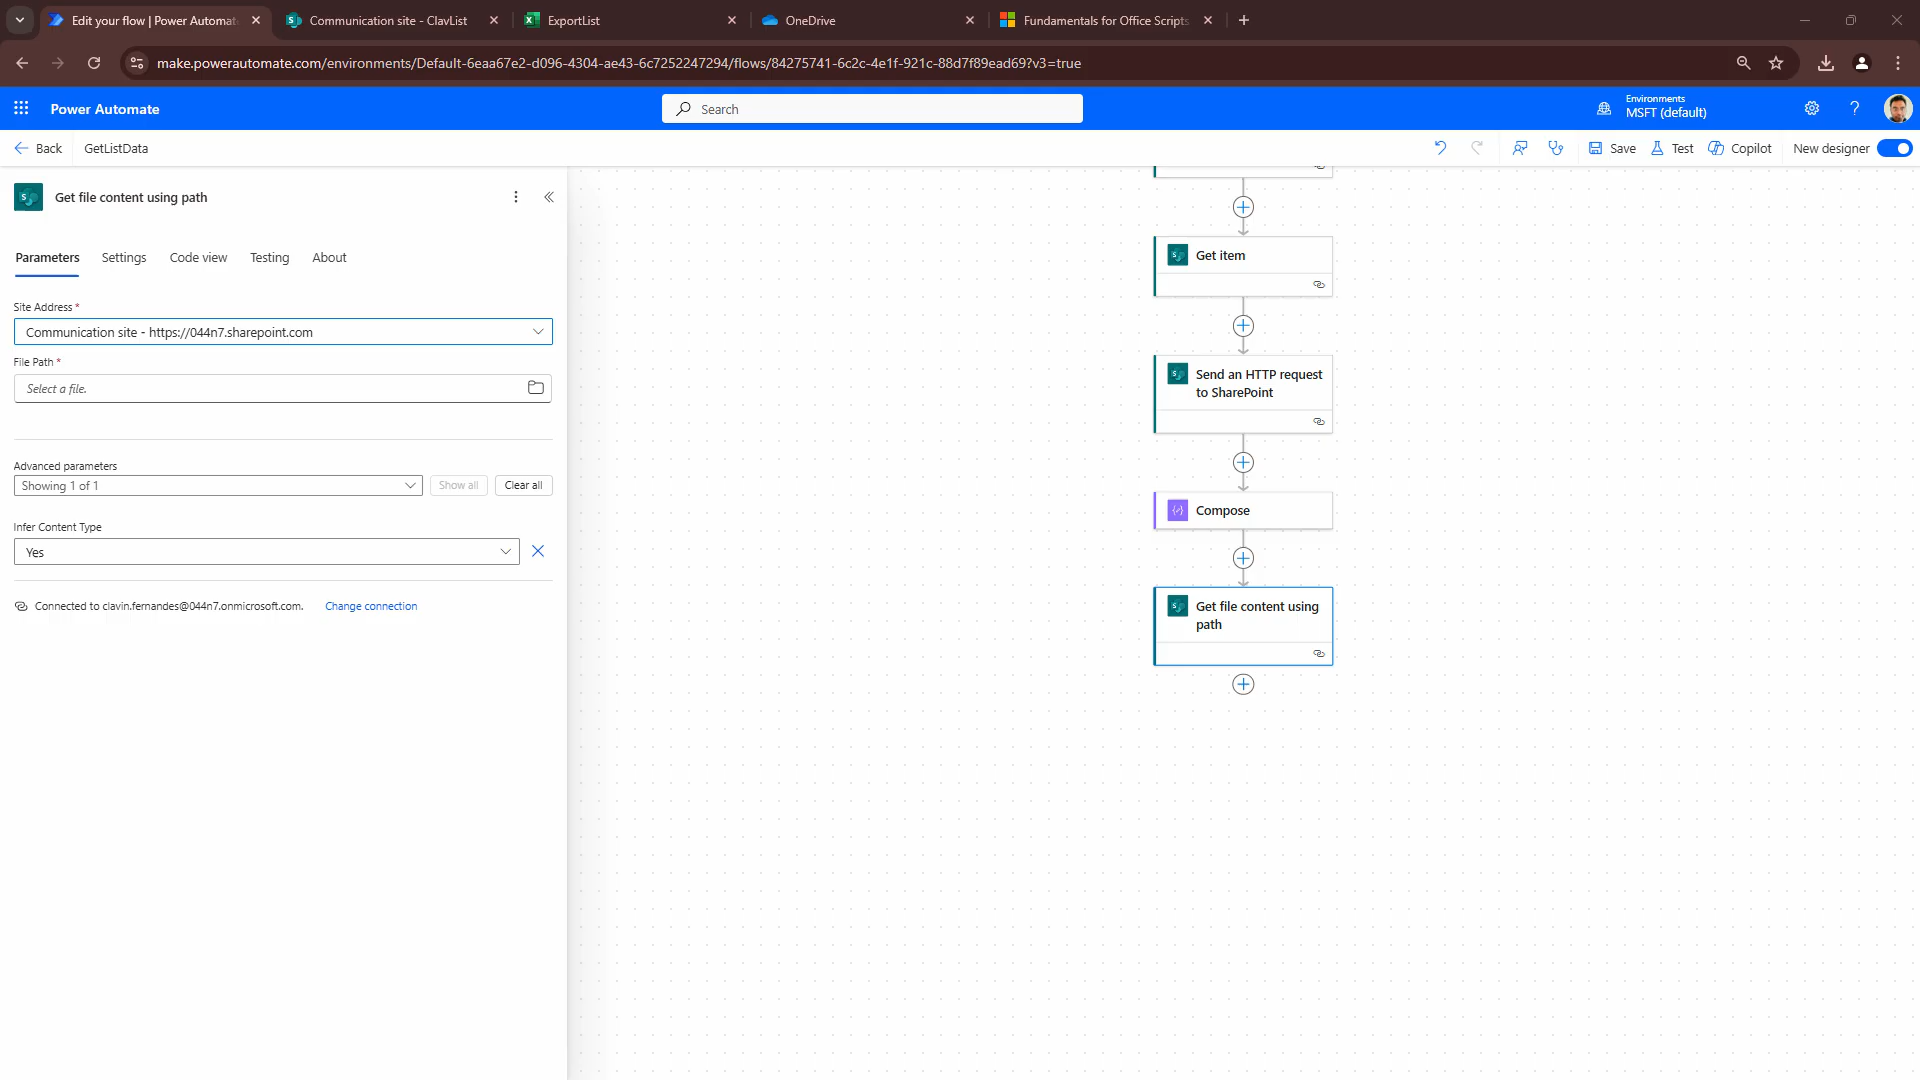 Edit your flow | Power Automat
Communication site - ClavList
ExportList
OneDrive
Fundamentals for Office Scripts
make.powerautomate.com/environments/Default-6eaa67e2-d096-4304-ae43-6c7252247294/flows/84275741-6c2c-4e1f-921c-88d7f89ead69?v3=true
Power Automate
Search
Environments
MSFT (default)
Back
GetListData
Save
Test
Copilot
New designer
Get file content using path
Parameters
Settings
Code view
Testing
About
Site Address *
Communication site - https://044n7.sharepoint.com
File Path *
Select a file.
Advanced parameters
Showing 1 of 1
Show all
Clear all
Infer Content Type
Yes
Connected to clavin.fernandes@044n7.onmicrosoft.com.
Change connection
Get item
Send an HTTP request
to SharePoint
Compose
Get file content using
path